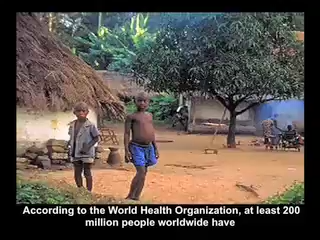 According to the World Health Organization, at least 200
million people worldwide have